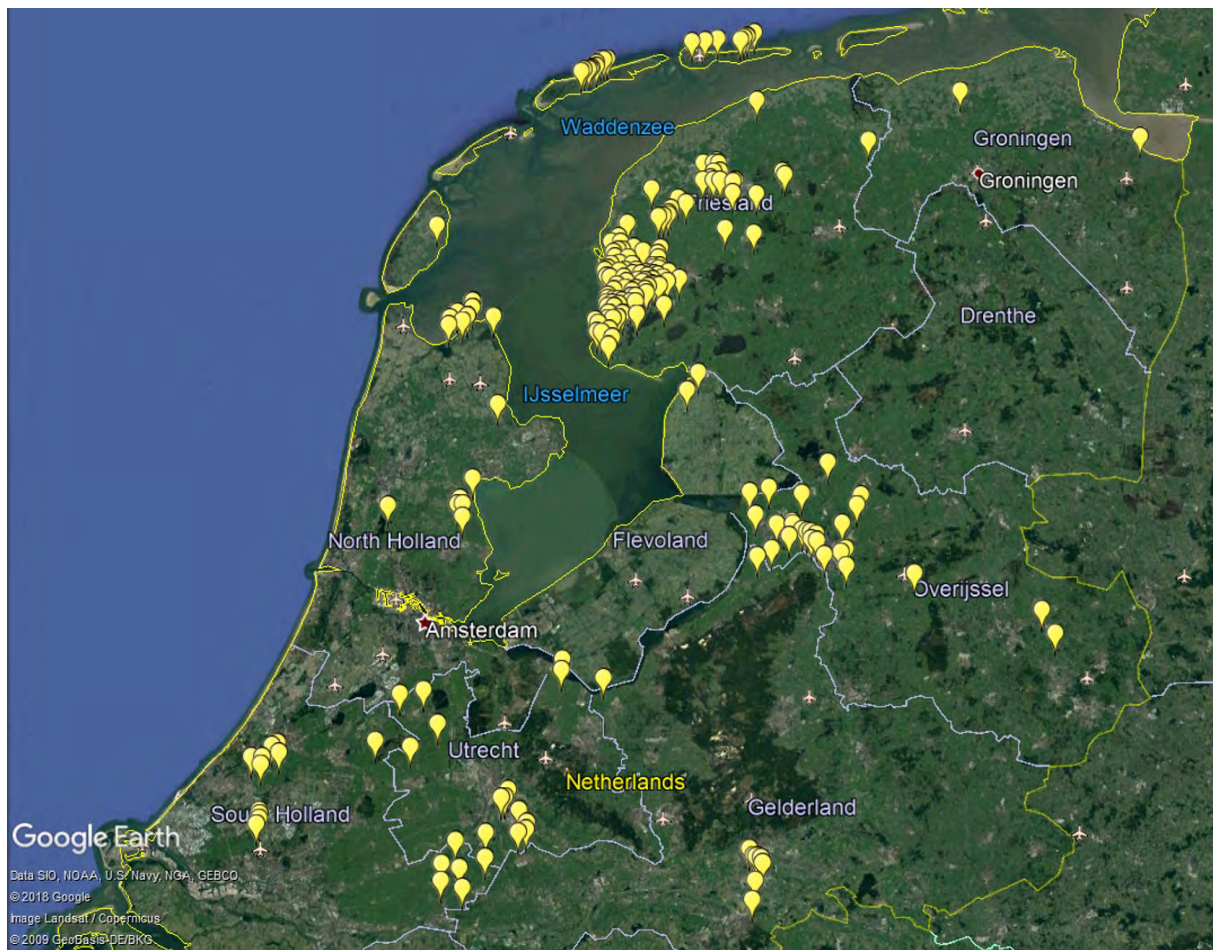 Waddenzee
Groningen
Groningen
Friesland
Drenthe
IJsselmeer
North Holland
Flevoland
Overijssel
Amsterdam
Utrecht
Netherlands
South Holland
Gelderland
Google Earth
Data SIO, NOAA, U.S. Navy, NGA, GEBCO
© 2018 Google
Image Landsat / Copernicus
© 2009 GeoBasis-DE/BKG